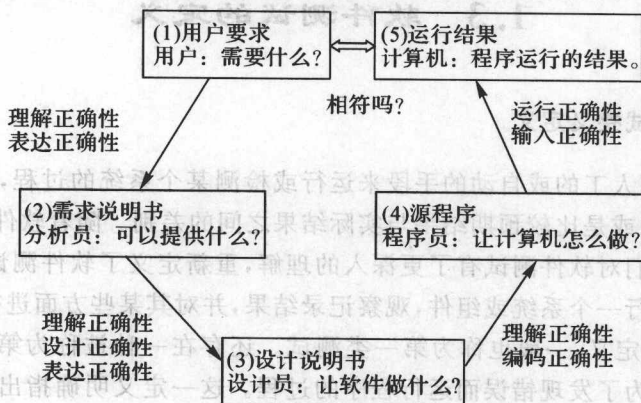 (1)用户要求
用户：需要什么?
(5)运行结果
计算机：程序运行的结果。
相符吗?
理解正确性
表达正确性
运行正确性
输入正确性
(2)需求说明书
分析员：可以提供什么?
(4)源程序
程序员：让计算机怎么做?
理解正确性
设计正确性
表达正确性
理解正确性
编码正确性
(3)设计说明书
设计员：让软件做什么?